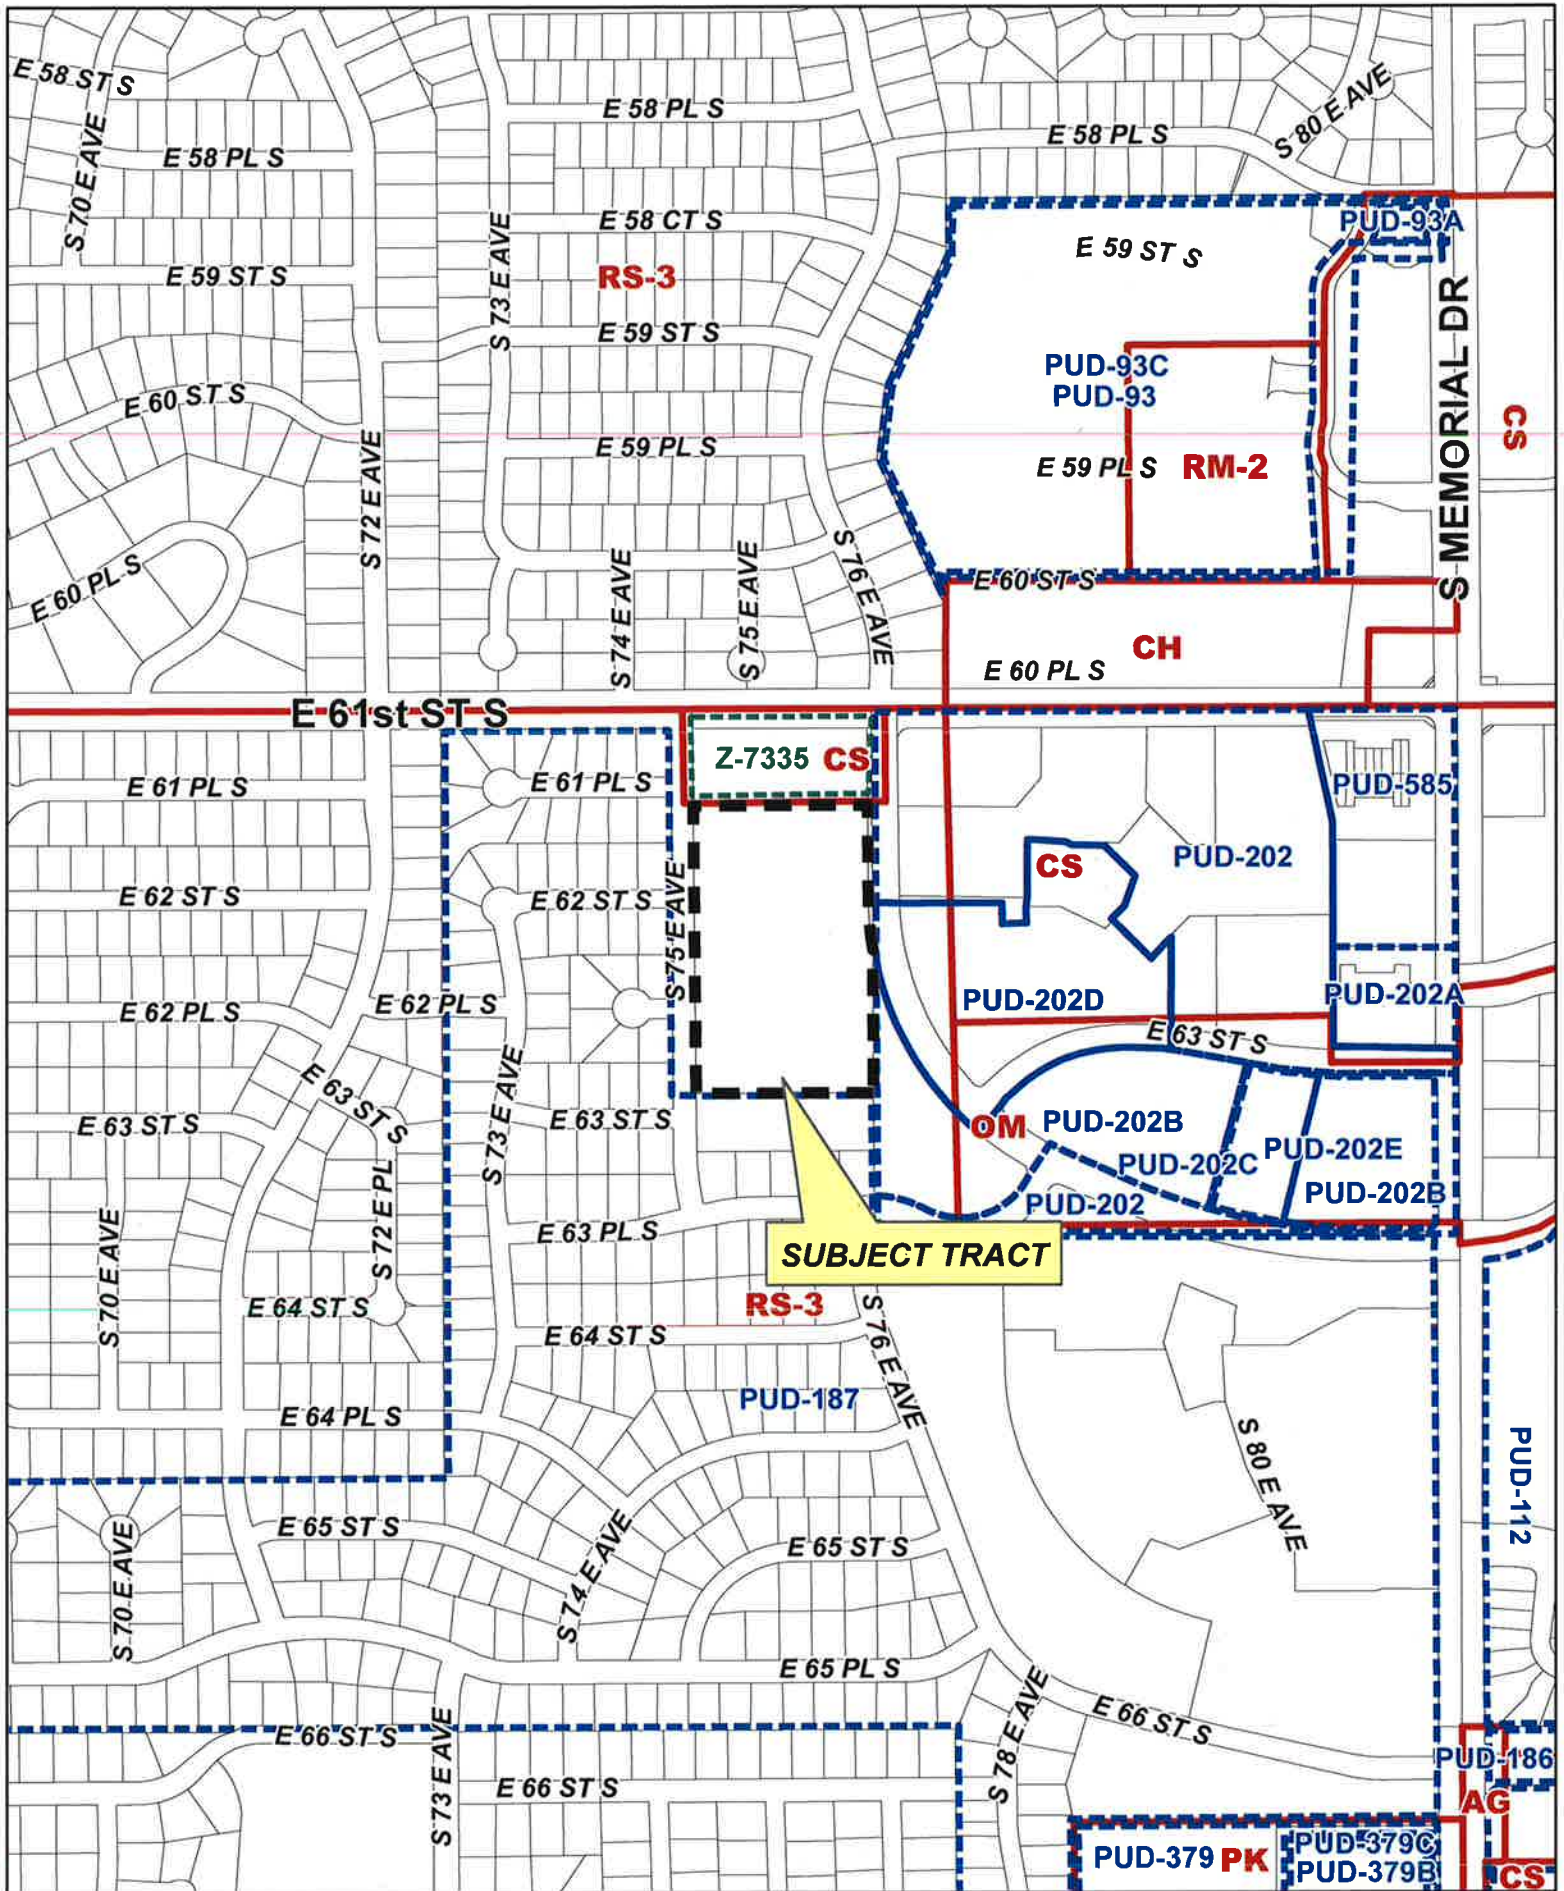 E 58 ST S
S 70 E AVE
E 58 PL S
E 58 PL S
E 58 PL S
S 80 E AVE
E 58 CT S
S 73 E AVE
E 59 ST S
RS-3
E 59 ST S
E 59 ST S
PUD-93A
S MEMORIAL DR
CS
PUD-93C
PUD-93
E 60 ST S
S 72 E AVE
E 59 PL S
E 59 PL S
RM-2
E 60 PL S
S 74 E AVE
S 75 E AVE
S 76 E AVE
E 60 ST S
CH
E 60 PL S
E 61st ST S
Z-7335 CS
E 61 PL S
E 61 PL S
PUD-585
CS
PUD-202
E 62 ST S
E 62 ST S
S 75 E AVE
E 62 PL S
E 62 PL S
PUD-202D
PUD-202A
E 63 ST S
E 63 ST S
S 73 E AVE
E 63 ST S
E 63 ST S
OM
PUD-202B
PUD-202C
PUD-202E
PUD-202B
PUD-202
S 72 E PL
S 70 E AVE
E 63 PL S
SUBJECT TRACT
E 64 ST S
RS-3
E 64 ST S
S 76 E AVE
PUD-187
E 64 PL S
S 80 E AVE
PUD-112
E 65 ST S
S 70 E AVE
S 74 E AVE
E 65 ST S
E 65 PL S
S 78 E AVE
E 66 ST S
E 66 ST S
S 73 E AVE
E 66 ST S
PUD-186
AG
PUD-379 PK
PUD-379C
PUD-379B
CS